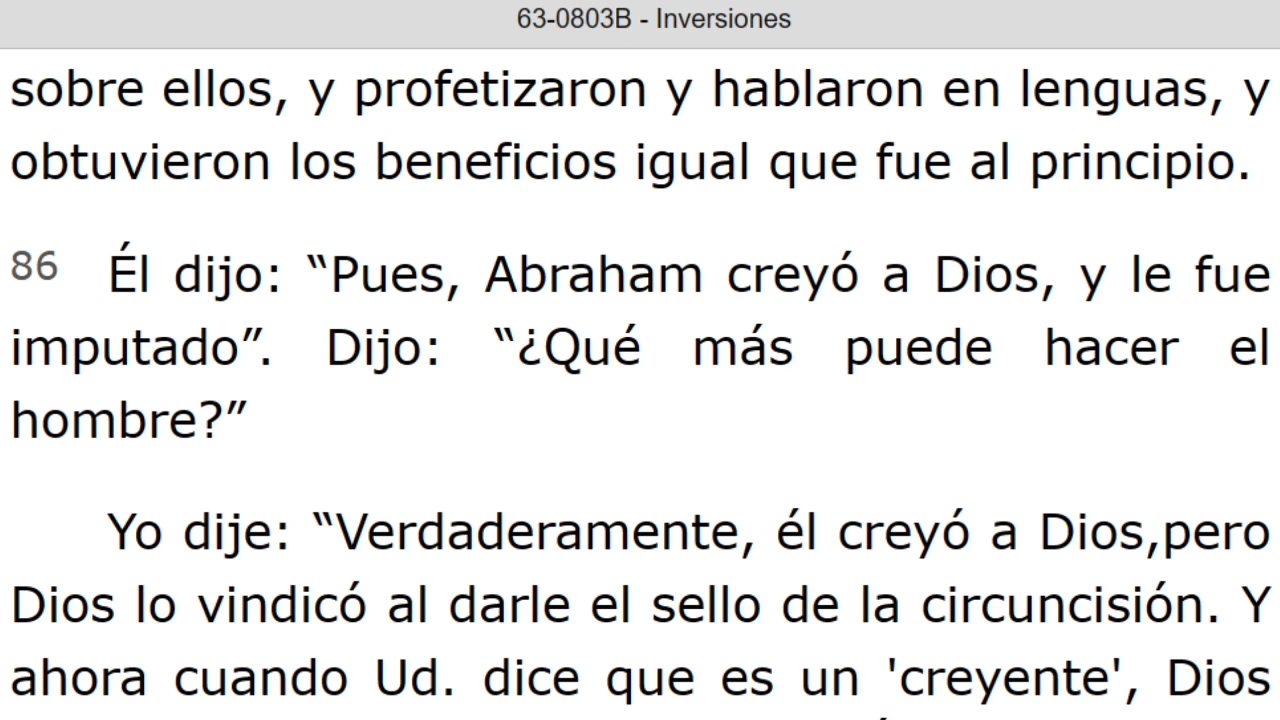 63-0803B - Inversiones
sobre ellos, y profetizaron y hablaron en lenguas, y
obtuvieron los beneficios igual que fue al principio.
86 Él dijo: “Pues, Abraham creyó a Dios, y le fue
imputado”. Dijo: “¿Qué más puede hacer el
hombre?”
Yo dije: “Verdaderamente, él creyó a Dios,pero
Dios lo vindicó al darle el sello de la circuncisión. Y
ahora cuando Ud. dice que es un 'creyente', Dios